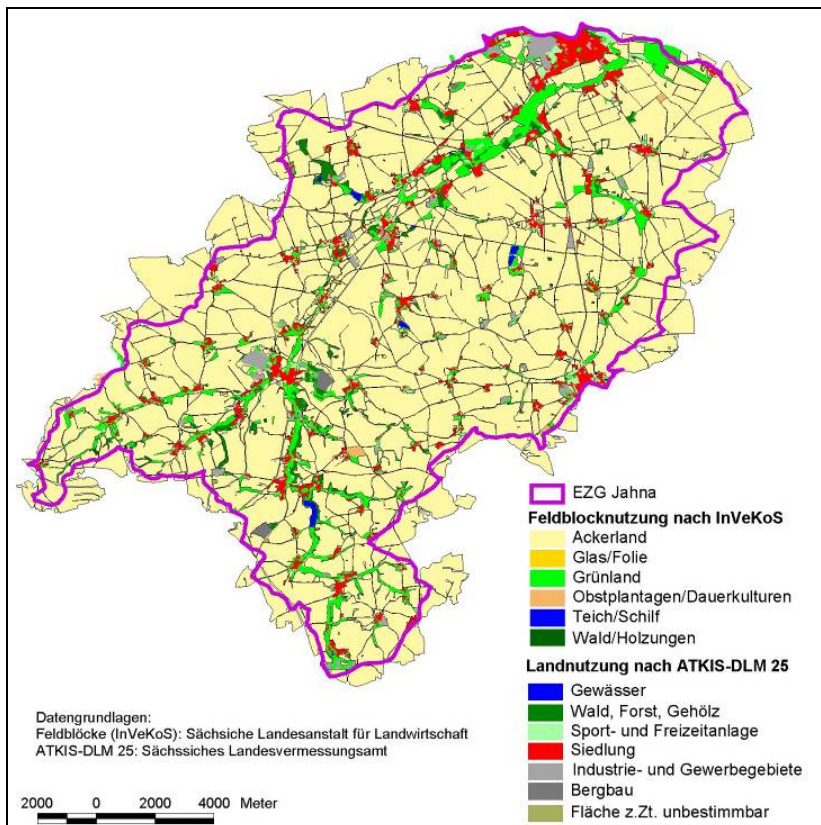 EZG Jahna
Feldblocknutzung nach InVeKoS
Ackerland
Glas/Folie
Grünland
Obstplantagen/Dauerkulturen
Teich/Schilf
Wald/Holzungen
Landnutzung nach ATKIS-DLM 25
Gewässer
Wald, Forst, Gehölz
Sport- und Freizeitanlage
Siedlung
Industrie- und Gewerbegebiete
Bergbau
Fläche z.Zt. unbestimmbar
Datengrundlagen:
Feldblöcke (InVeKoS): Sächsiche Landesanstalt für Landwirtschaft
ATKIS-DLM 25: Sächssiches Landesvermessungsamt
2000 0 2000 4000 Meter